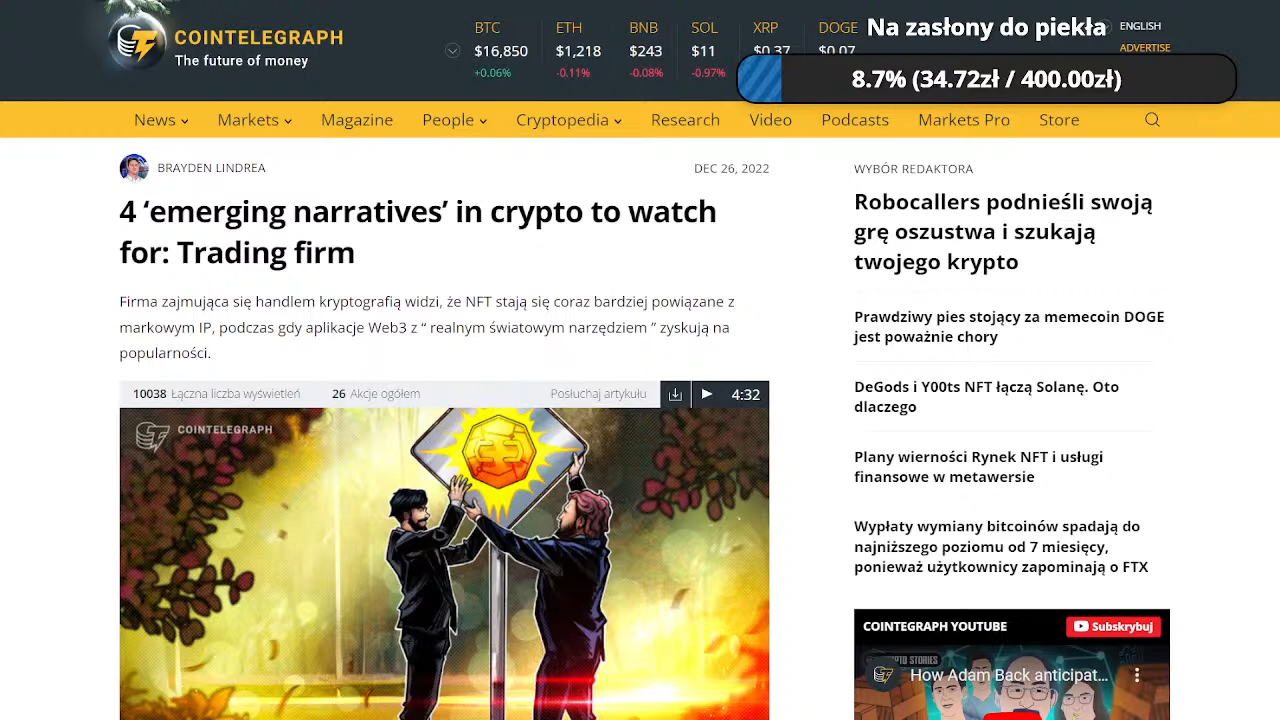 COINTELEGRAPH
The future of money
BTC
$16,850
+0.06%
ETH
$1,218
-0.11%
BNB
$243
-0.08%
SOL
$11
-0.97%
XRP
$0.37
DOGE
$0.07
Na zasłony do piekła
ENGLISH
ADVERTISE
8.7% (34.72zł / 400.00zł)
News Markets Magazine People Cryptopedia Research Video Podcasts Markets Pro Store
BRAYDEN LINDREA
DEC 26, 2022
4 ‘emerging narratives’ in crypto to watch
for: Trading firm
Firma zajmująca się handlem kryptografią widzi, że NFT stają się coraz bardziej powiązane z
markowym IP, podczas gdy aplikacje Web3 z “ realnym światowym narzędziem ” zyskują na
popularności.
10038 Łączna liczba wyświetleń 26 Akcje ogółem Posłuchaj artykułu 4:32
COINTELEGRAPH
WYBÓR REDAKTORA
Robocallers podnieśli swoją
grę oszustwa i szukają
twojego krypto
Prawdziwy pies stojący za memecoin DOGE
jest poważnie chory
DeGods i Y00ts NFT łączą Solanę. Oto
dlaczego
Plany wierności Rynek NFT i usługi
finansowe w metawersie
Wypłaty wymiany bitcoinów spadają do
najniższego poziomu od 7 miesięcy,
ponieważ użytkownicy zapominają o FTX
COINTEGRAPH YOUTUBE
Subskrybuj
STORIES
How Adam Back anticipat...